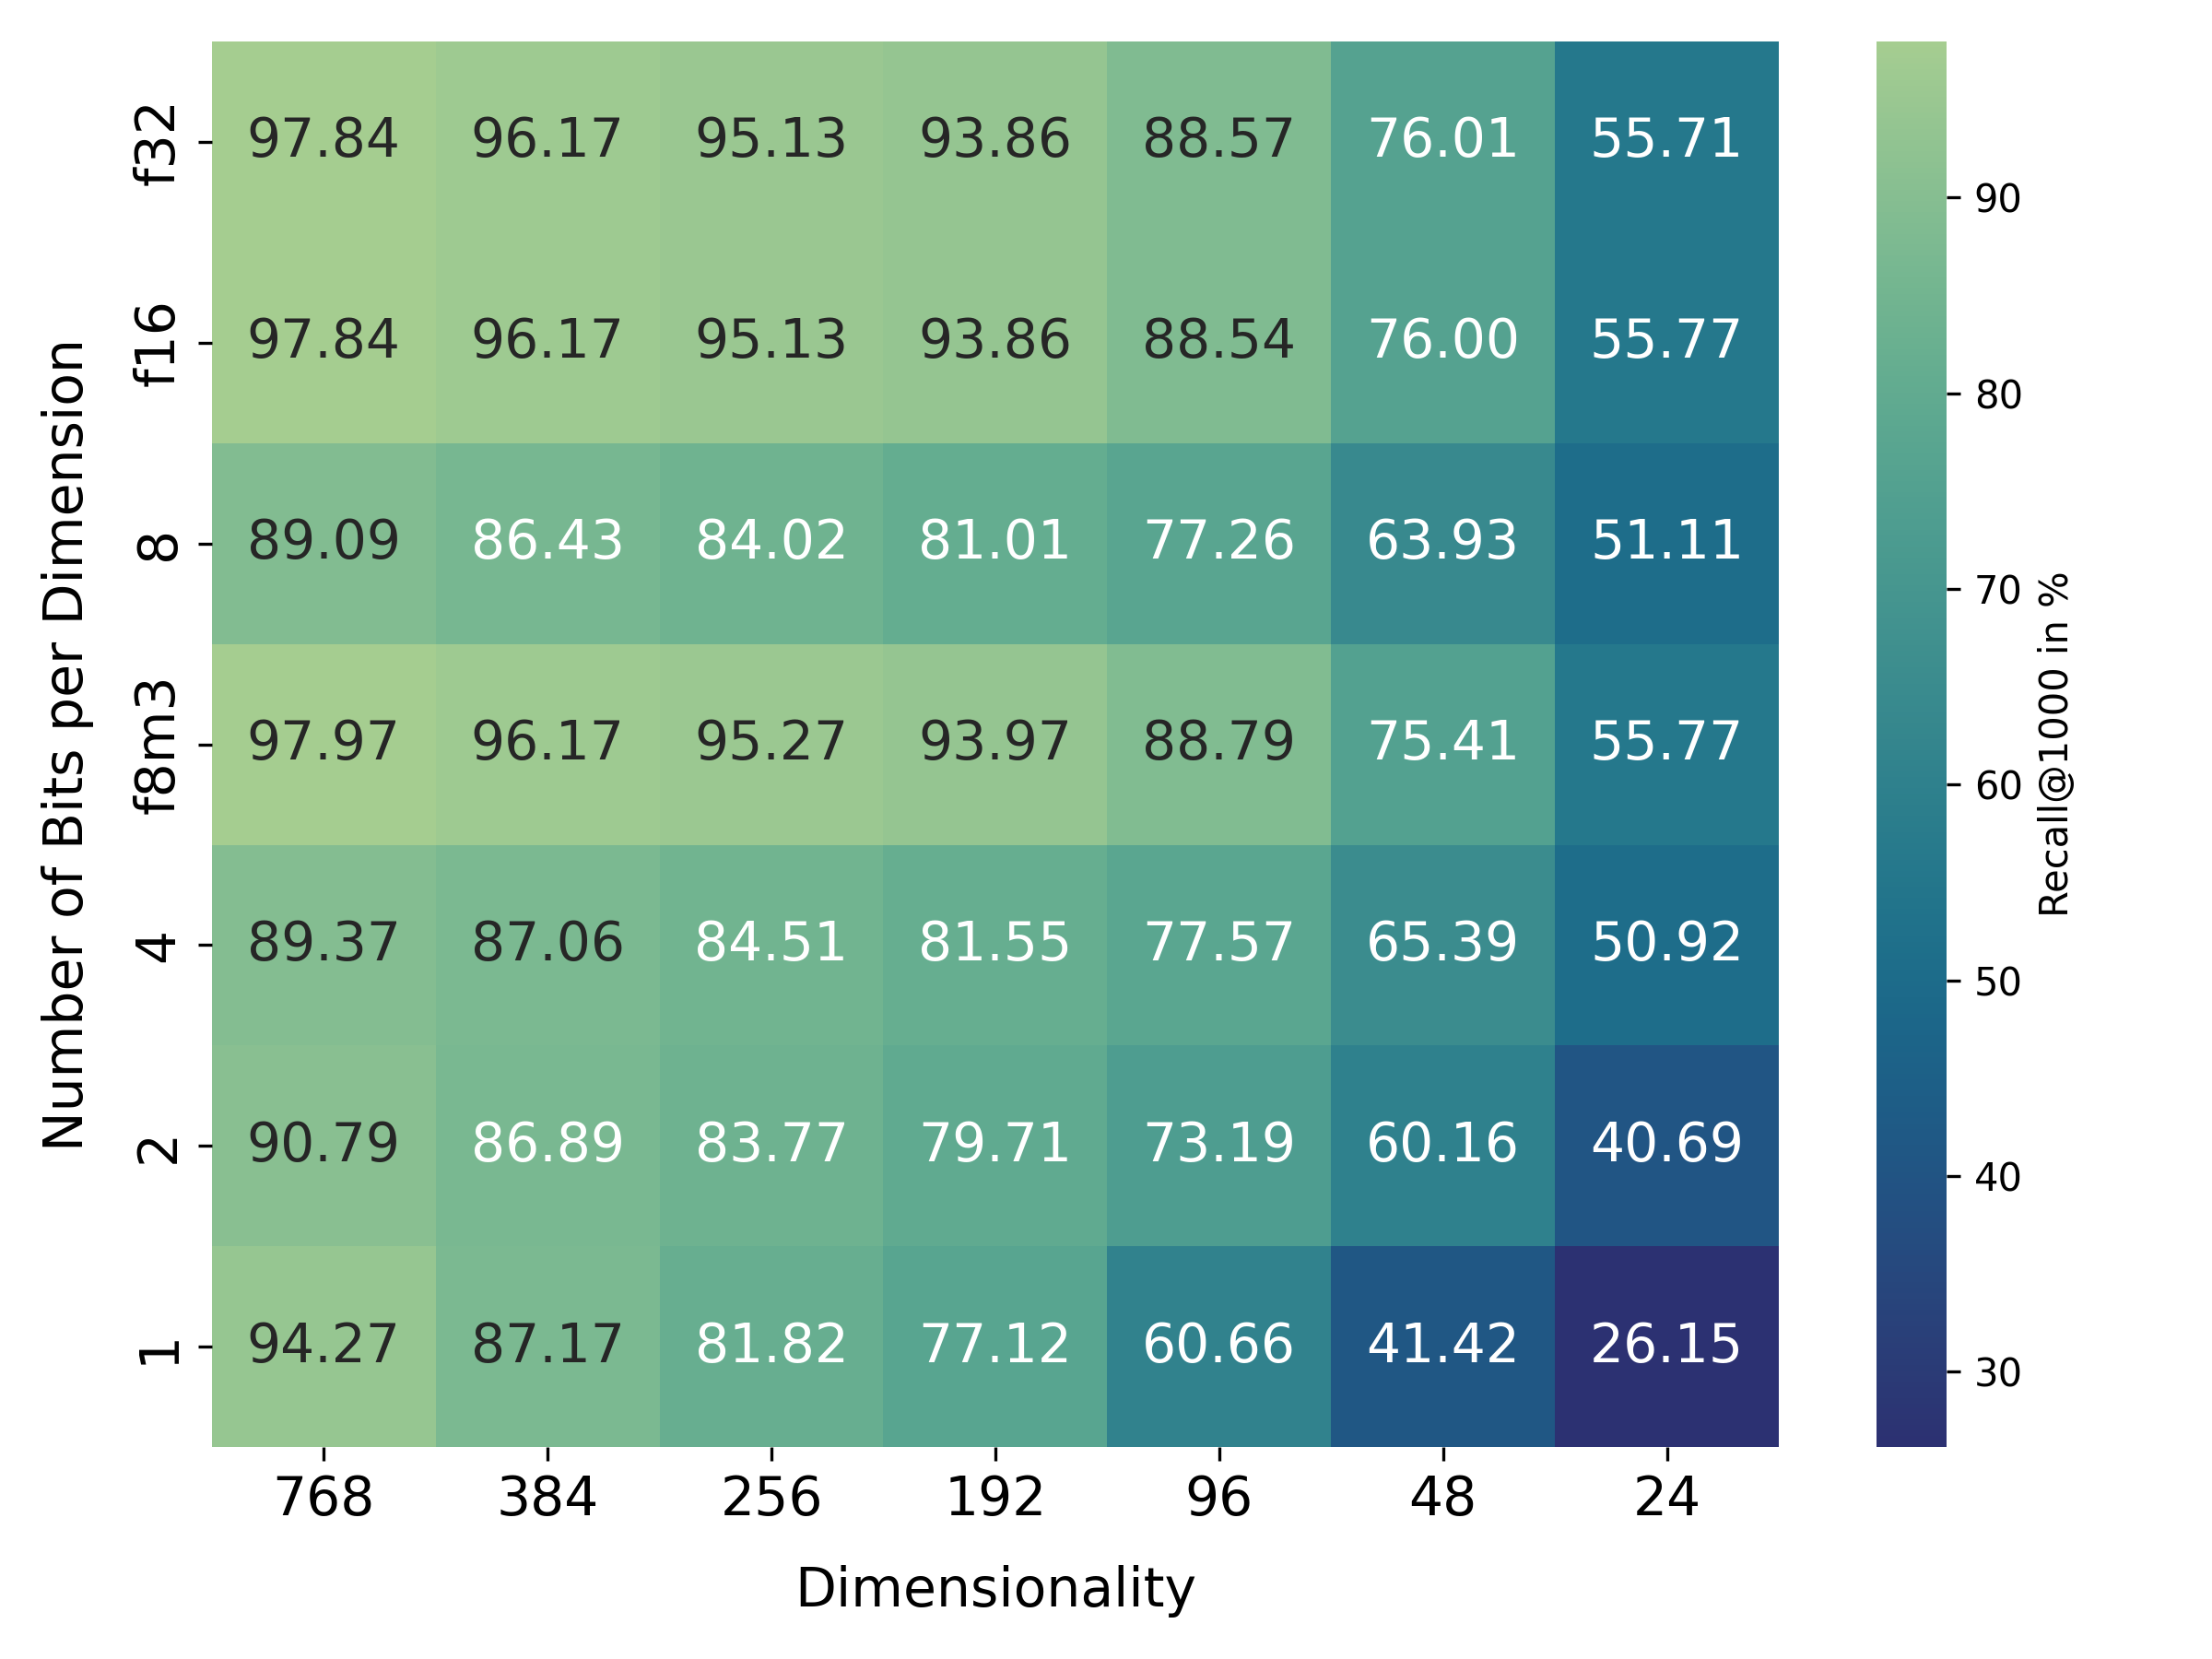 Number of Bits per Dimension
f32 97.84 96.17 95.13 93.86 88.57 76.01 55.71
f16 97.84 96.17 95.13 93.86 88.54 76.00 55.77
8 89.09 86.43 84.02 81.01 77.26 63.93 51.11
f8m3 97.97 96.17 95.27 93.97 88.79 75.41 55.77
4 89.37 87.06 84.51 81.55 77.57 65.39 50.92
2 90.79 86.89 83.77 79.71 73.19 60.16 40.69
1 94.27 87.17 81.82 77.12 60.66 41.42 26.15
768 384 256 192 96 48 24
Dimensionality
90
80
70
60
50
40
30
Recall@1000 in %